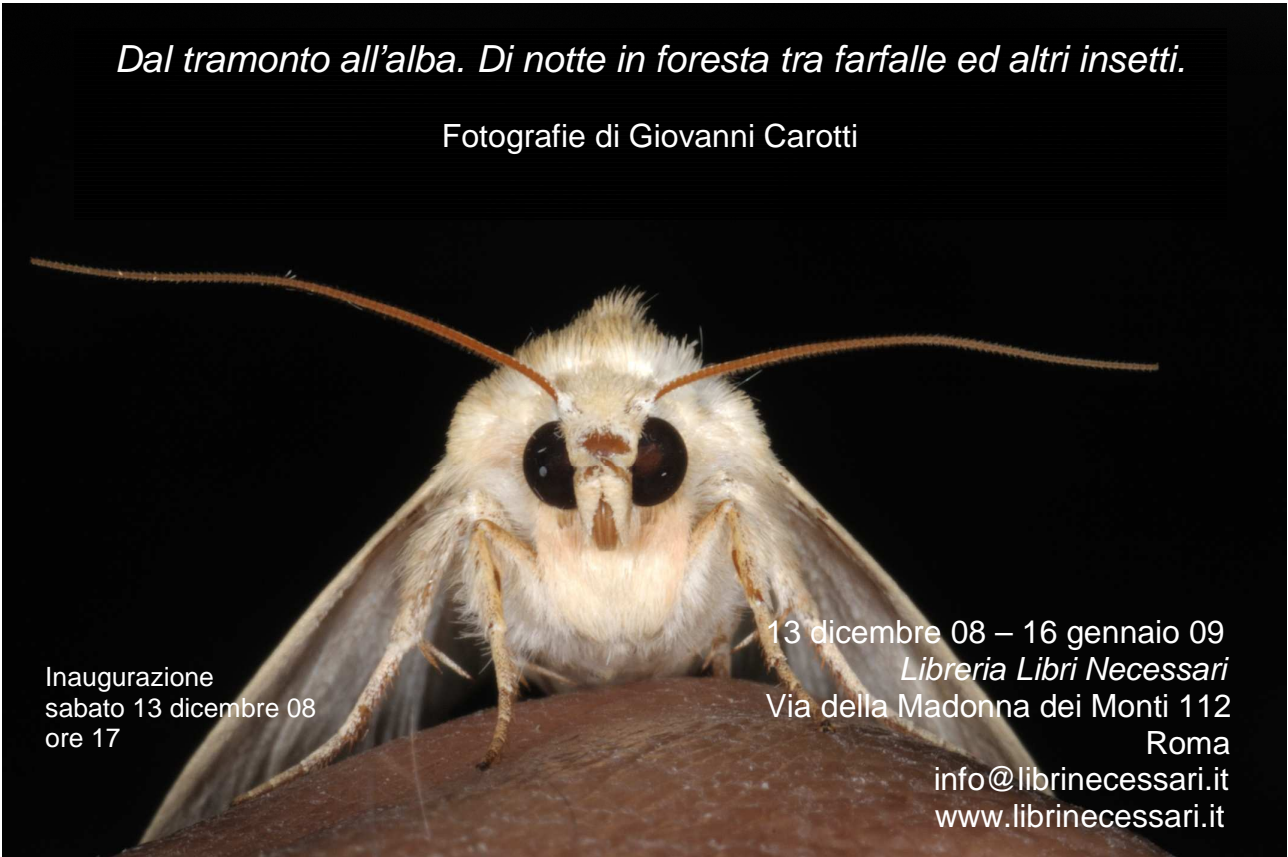 Dal tramonto all'alba. Di notte in foresta tra farfalle ed altri insetti.
Fotografie di Giovanni Carotti
Inaugurazione
sabato 13 dicembre 08
ore 17
13 dicembre 08 – 16 gennaio 09
Libreria Libri Necessari
Via della Madonna dei Monti 112
Roma
info@librinecessari.it
www.librinecessari.it